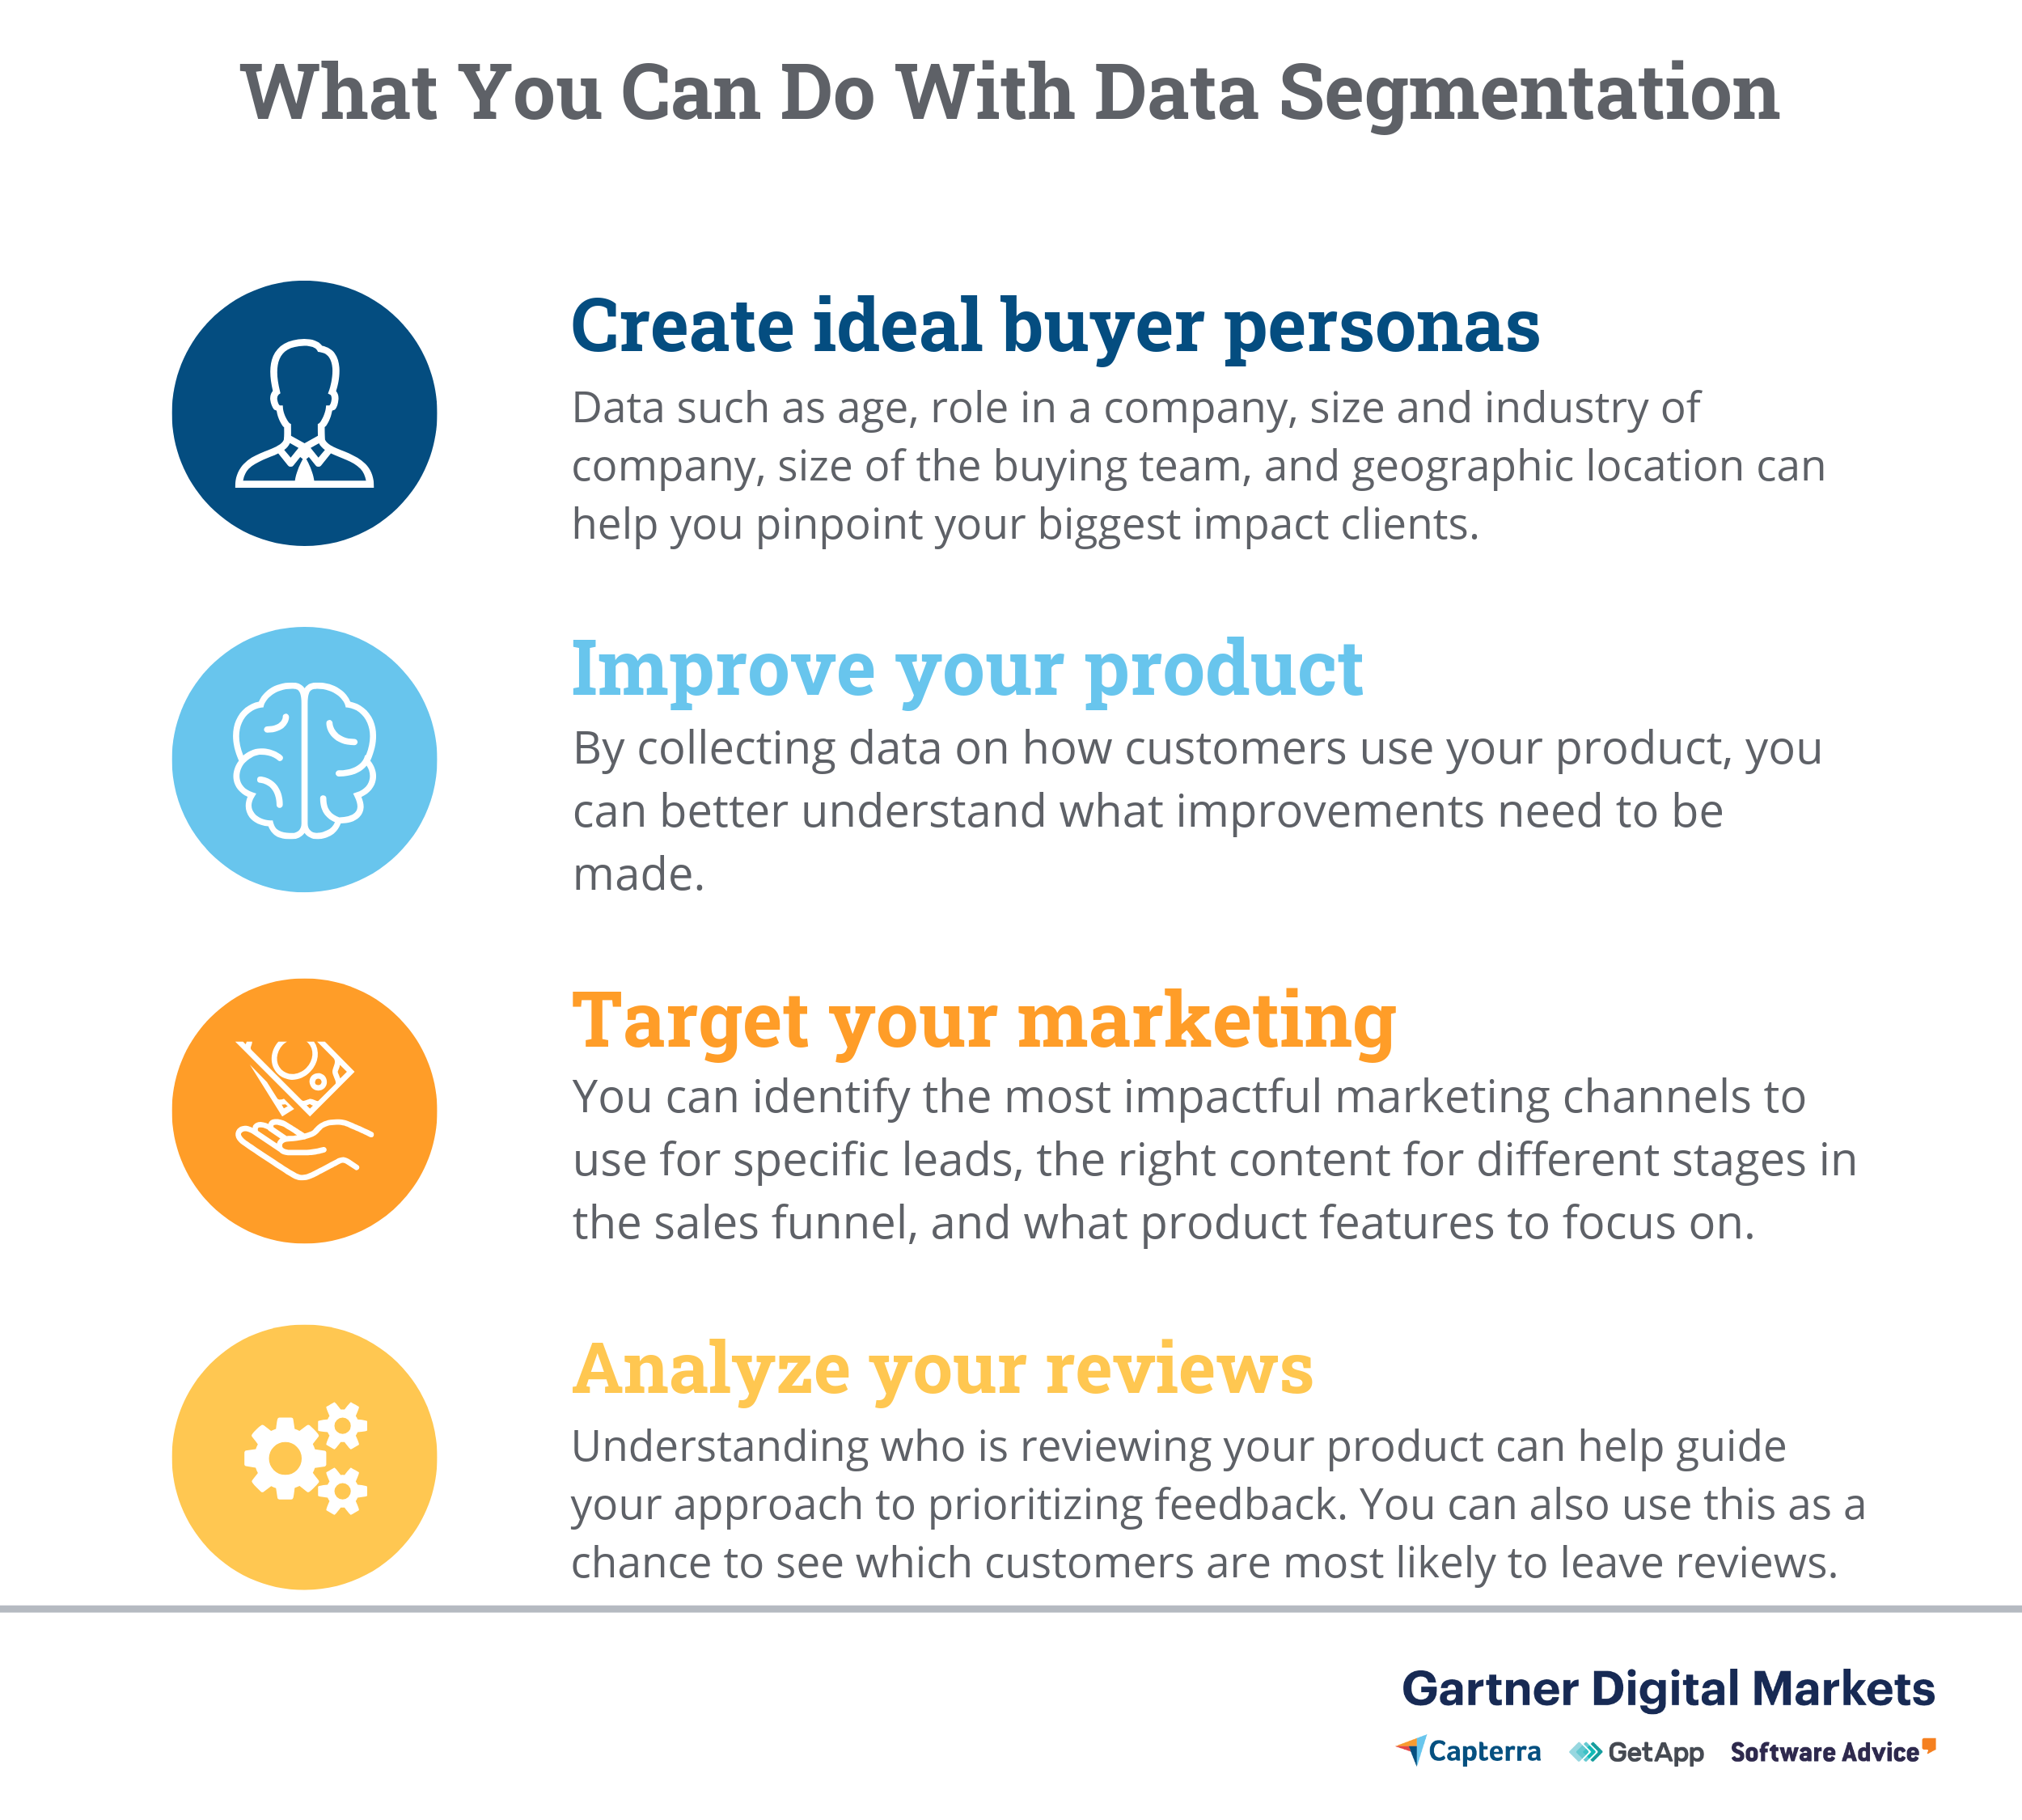 What You Can Do With Data Segmentation
Create ideal buyer personas
Data such as age, role in a company, size and industry of
company, size of the buying team, and geographic location can
help you pinpoint your biggest impact clients.
Improve your product
By collecting data on how customers use your product, you
can better understand what improvements need to be
made.
Target your marketing
You can identify the most impactful marketing channels to
use for specific leads, the right content for different stages in
the sales funnel, and what product features to focus on.
Analyze your reviews
Understanding who is reviewing your product can help guide
your approach to prioritizing feedback. You can also use this as a
chance to see which customers are most likely to leave reviews.
Gartner Digital Markets
Capterra GetApp Software Advice